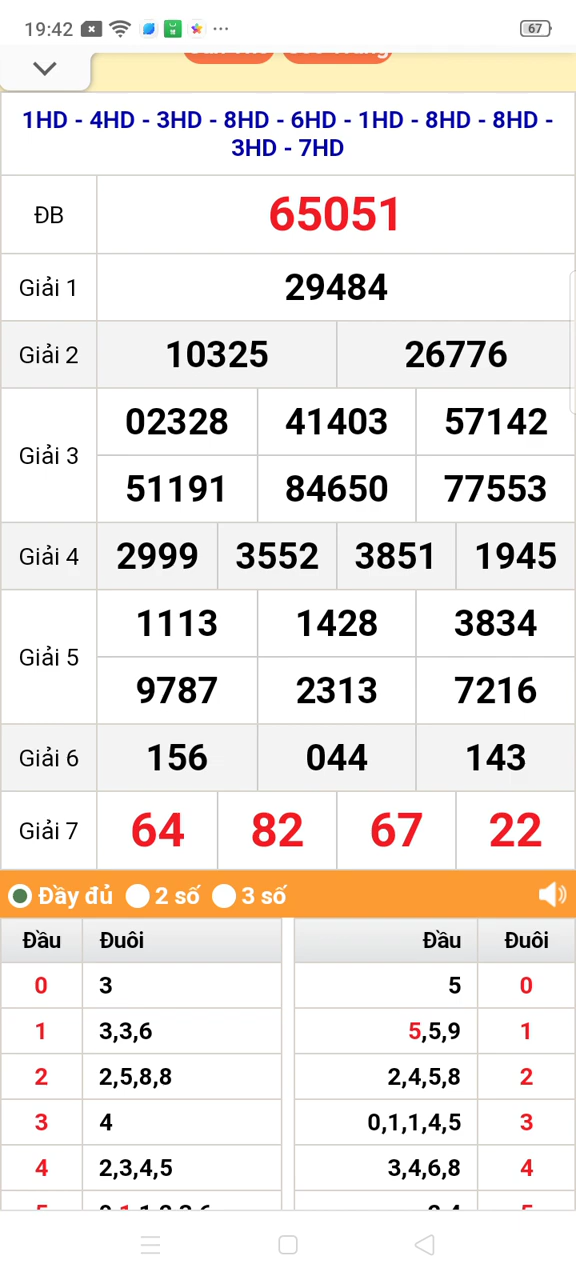 19:42
67
1HD - 4HD - 3HD - 8HD - 6HD - 1HD - 8HD - 8HD -
3HD - 7HD
ĐB 65051
Giải 1 29484
Giải 2 10325 26776
Giải 3
02328 41403 57142
51191 84650 77553
Giải 4 2999 3552 3851 1945
Giải 5
1113 1428 3834
9787 2313 7216
Giải 6 156 044 143
Giải 7 64 82 67 22
Đầy đủ 2 số 3 số
Đầu Đuôi Đầu Đuôi
0 3 5 0
1 3,3,6 5,5,9 1
2 2,5,8,8 2,4,5,8 2
3 4 0,1,1,4,5 3
4 2,3,4,5 3,4,6,8 4